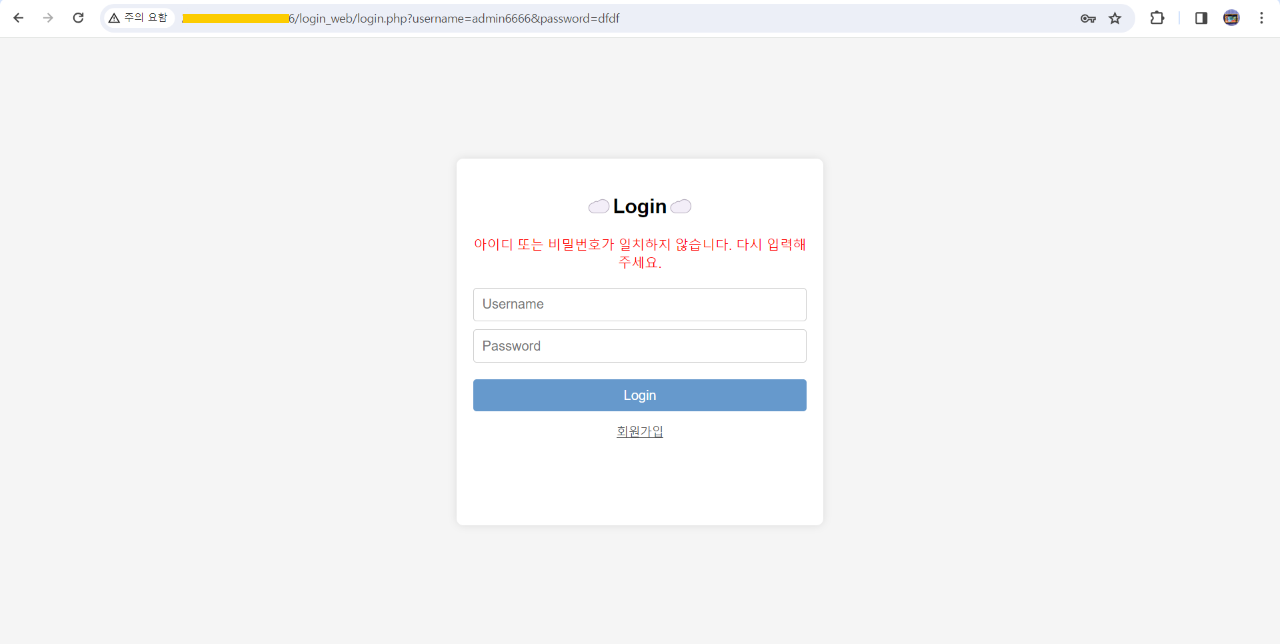 주의 요함 6/login_web/login.php?username=admin6666&password=dfdf
Login
아이디 또는 비밀번호가 일치하지 않습니다. 다시 입력해
주세요.
Username
Password
Login
회원가입